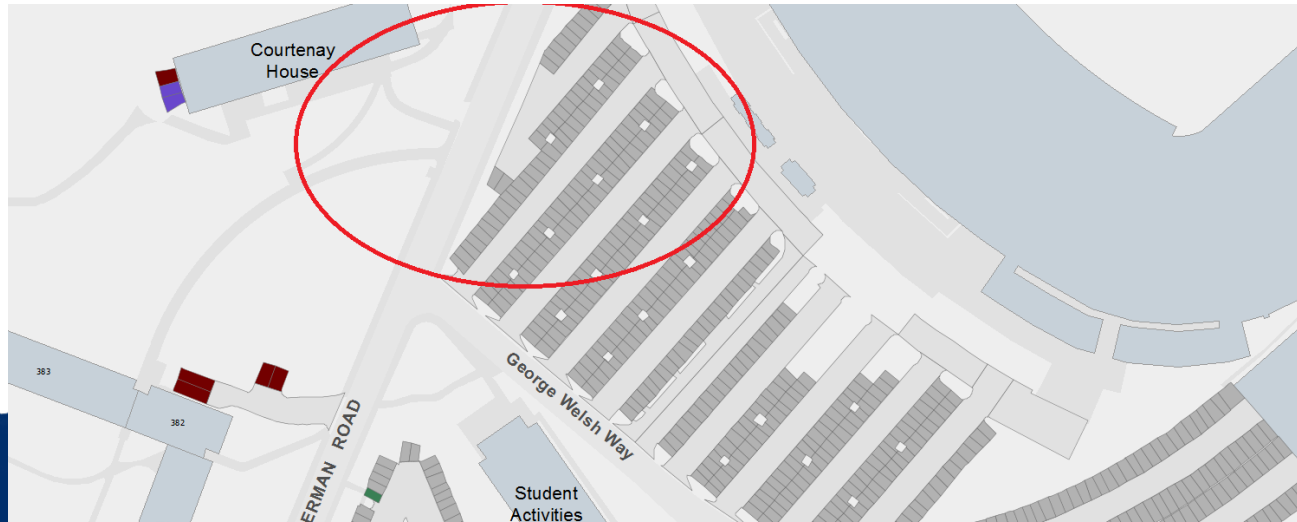 Courtenay
House
383
382
George Welsh Way
ERMAN ROAD
Student
Activities